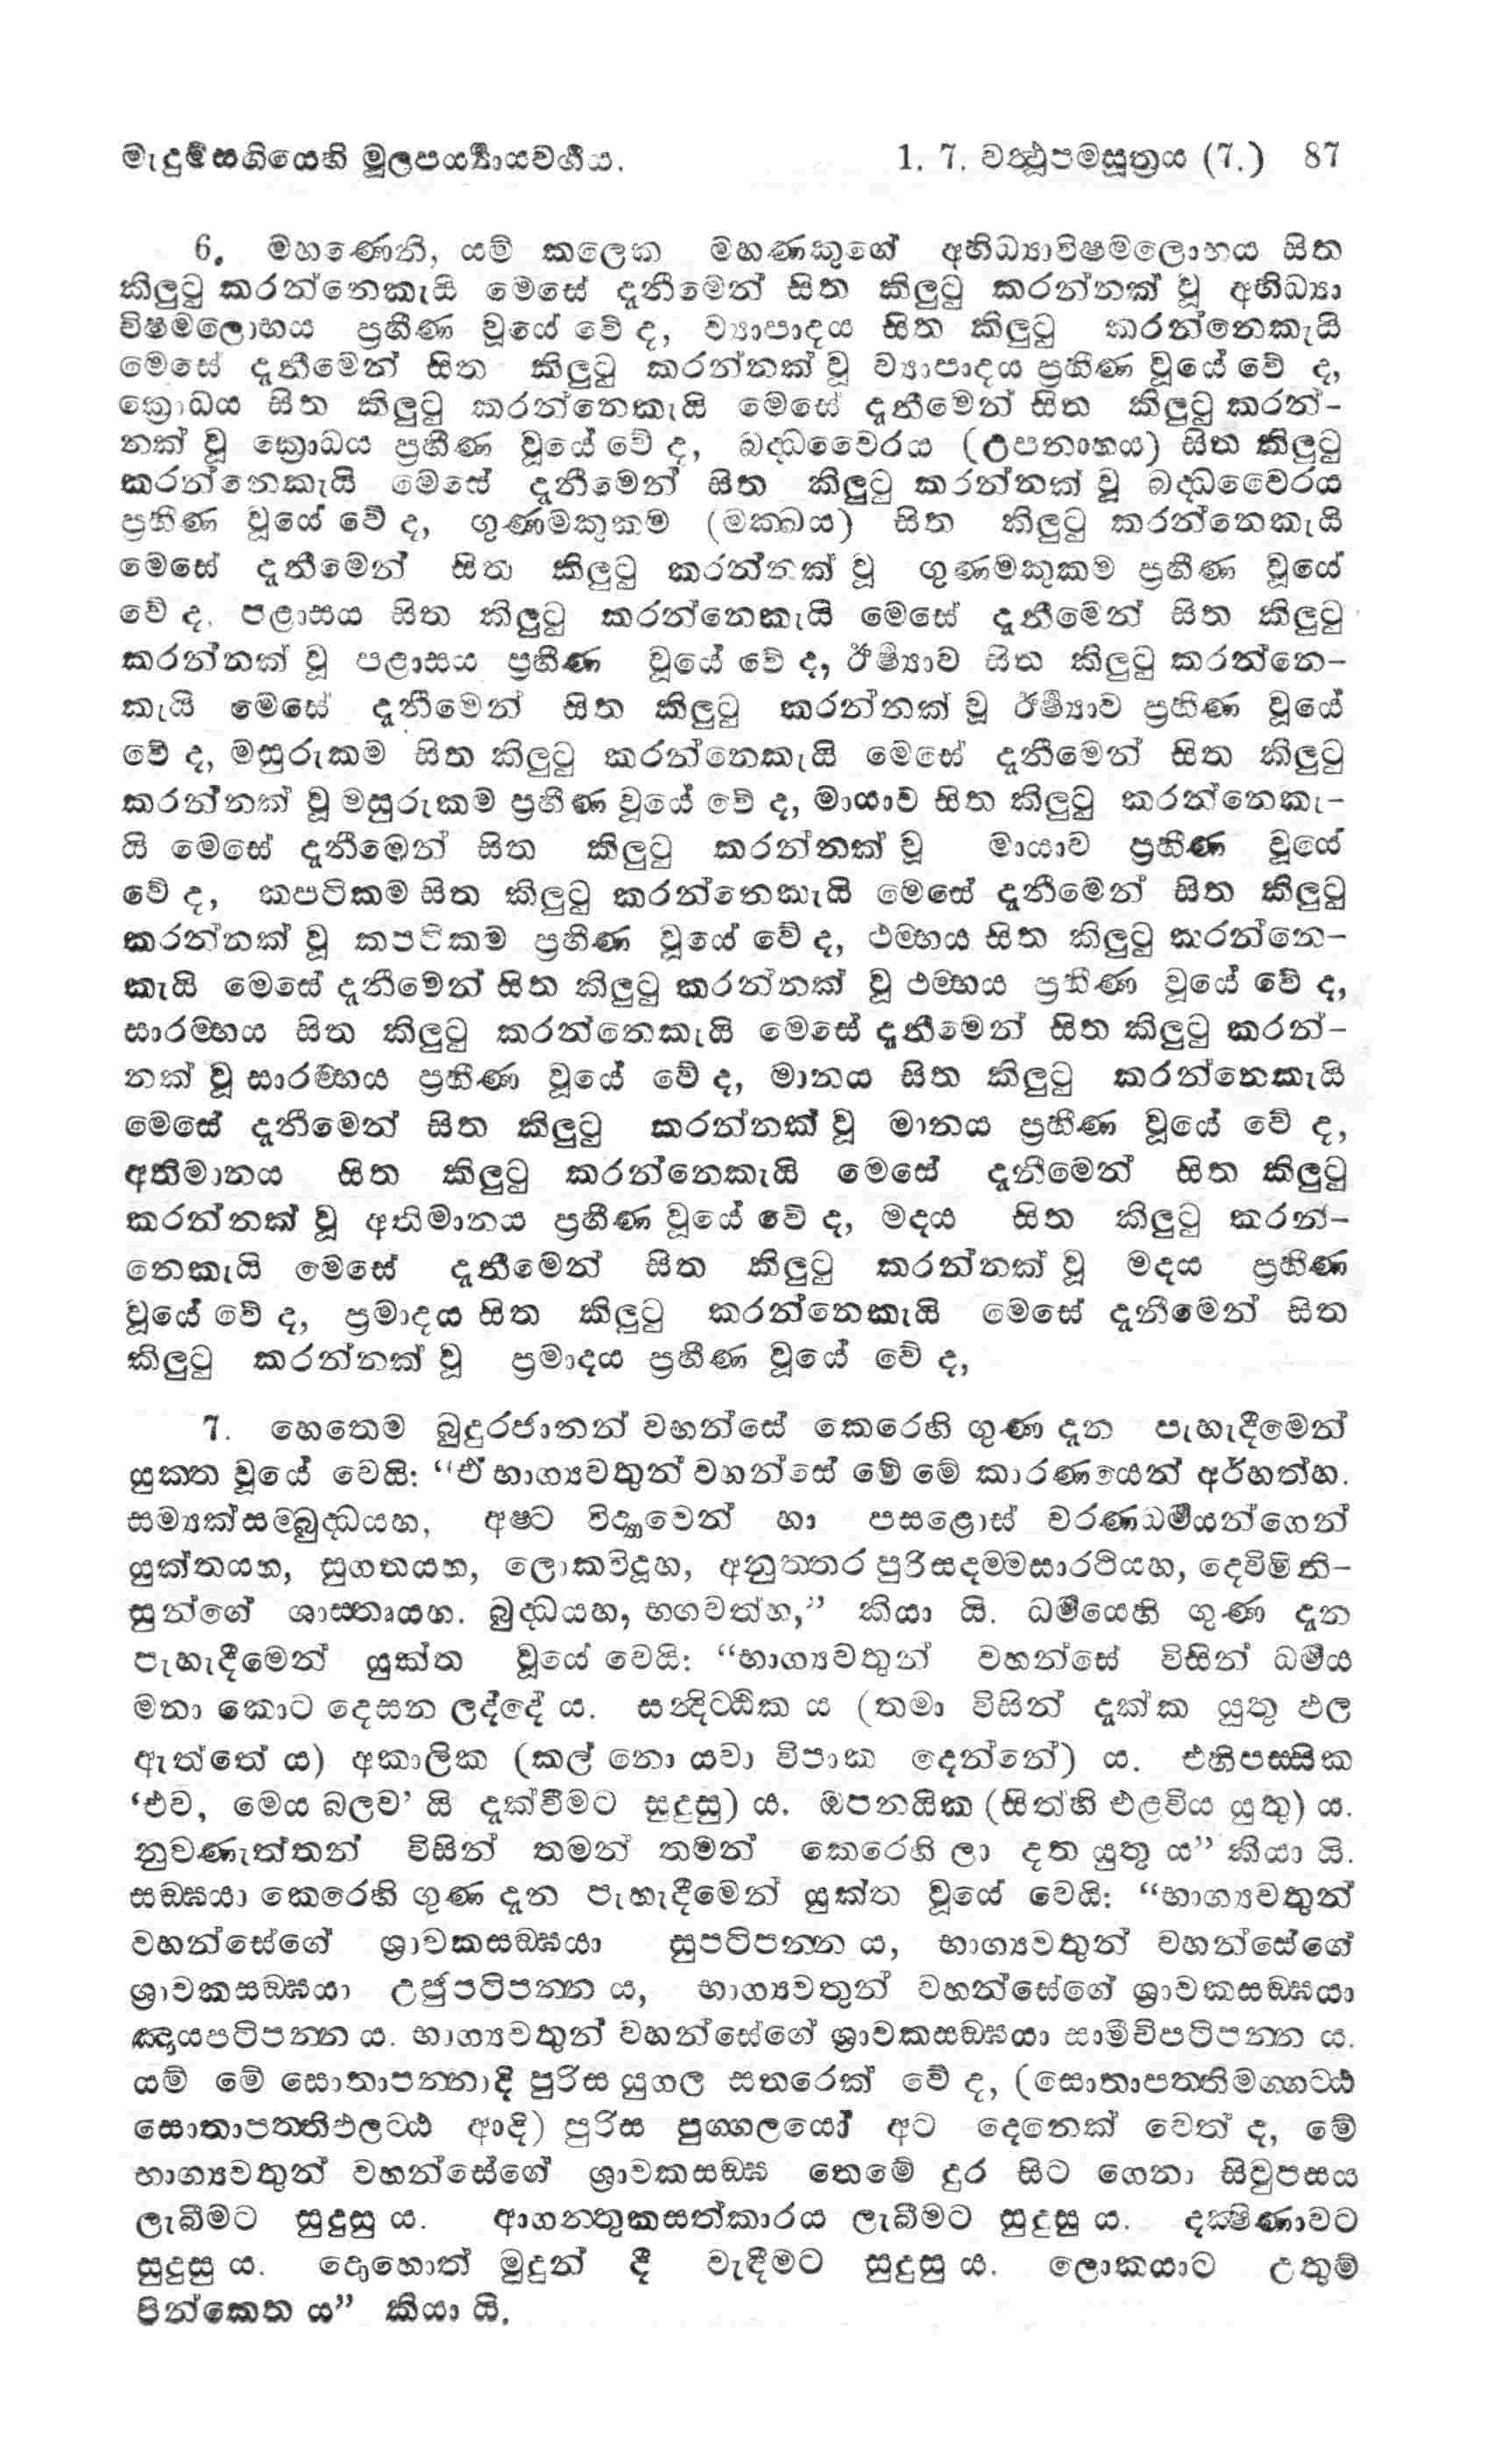 මැදුම්සඟියෙහි මූලපර්‍ය්‍යායවර්‍ගය. 1. 7. වත්‍ථූපමසූත්‍රය (7.) 87
6. මහණෙනි, යම් කලෙක මහණකුගේ අභිධ්‍යාවිෂමලොභය සිත
කිලුටු කරන්නෙකැයි මෙසේ දැනීමෙන් සිත කිලුටු කරන්නක් වූ අභිධ්‍යා
විෂමලොභය ප්‍රහීණ වූයේ වේ ද, ව්‍යාපාදය සිත කිලුටු කරන්නෙකැයි
මෙසේ දැනීමෙන් සිත කිලුටු කරන්නක් වූ ව්‍යාපාදය ප්‍රහීණ වූයේ වේ ද,
ක්‍රොධය සිත කිලුටු කරන්නෙකැයි මෙසේ දැනීමෙන් සිත කිලුටු කරන්-
නක් වූ ක්‍රොධය ප්‍රහීණ වූයේ වේ ද, බද්ධවෛරය (උපනාහය) සිත කිලුටු
කරන්නෙකැයි මෙසේ දැනීමෙන් සිත කිලුටු කරන්නක් වූ බද්ධවෛරය
ප්‍රහීණ වූයේ වේ ද, ගුණමකුකම (මක්ඛය) සිත කිලුටු කරන්නෙකැයි
මෙසේ දැනීමෙන් සිත කිලුටු කරන්නක් වූ ගුණමකුකම ප්‍රහීණ වූයේ
වේ ද, පළාසය සිත කිලුටු කරන්නෙකැයි මෙසේ දැනීමෙන් සිත කිලුටු
කරන්නක් වූ පළාසය ප්‍රහීණ වූයේ වේ ද, ඊර්‍ෂ්‍යාව සිත කිලුටු කරන්නෙ-
කැයි මෙසේ දැනීමෙන් සිත කිලුටු කරන්නක් වූ ඊර්‍ෂ්‍යාව ප්‍රහීණ වූයේ
වේ ද, මසුරුකම සිත කිලුටු කරන්නෙකැයි මෙසේ දැනීමෙන් සිත කිලුටු
කරන්නක් වූ මසුරුකම ප්‍රහීණ වූයේ වේ ද, මායාව සිත කිලුටු කරන්නෙකැ-
යි මෙසේ දැනීමෙන් සිත කිලුටු කරන්නක් වූ මායාව ප්‍රහීණ වූයේ
වේ ද, කපටිකම සිත කිලුටු කරන්නෙකැයි මෙසේ දැනීමෙන් සිත කිලුටු
කරන්නක් වූ කපටිකම ප්‍රහීණ වූයේ වේ ද, ථම්භය සිත කිලුටු කරන්නෙ-
කැයි මෙසේ දැනීමෙන් සිත කිලුටු කරන්නක් වූ ථම්භය ප්‍රහීණ වූයේ වේ ද,
සාරම්භය සිත කිලුටු කරන්නෙකැයි මෙසේ දැනීමෙන් සිත කිලුටු කරන්-
නක් වූ සාරම්භය ප්‍රහීණ වූයේ වේ ද, මානය සිත කිලුටු කරන්නෙකැයි
මෙසේ දැනීමෙන් සිත කිලුටු කරන්නක් වූ මානය ප්‍රහීණ වූයේ වේ ද,
අතිමානය සිත කිලුටු කරන්නෙකැයි මෙසේ දැනීමෙන් සිත කිලුටු
කරන්නක් වූ අතිමානය ප්‍රහීණ වූයේ වේ ද, මදය සිත කිලුටු කරන්-
නෙකැයි මෙසේ දැනීමෙන් සිත කිලුටු කරන්නක් වූ මදය ප්‍රහීණ
වූයේ වේ ද, ප්‍රමාදය සිත කිලුටු කරන්නෙකැයි මෙසේ දැනීමෙන් සිත
කිලුටු කරන්නක් වූ ප්‍රමාදය ප්‍රහීණ වූයේ වේ ද,
7. හෙතෙම බුදුරජානන් වහන්සේ කෙරෙහි ගුණ දැන පැහැදීමෙන්
යුක්ත වූයේ වෙයි: “ඒ භාග්‍යවතුන් වහන්සේ මේ මේ කාරණයෙන් අර්හත්හ.
සම්‍යක්සම්බුද්ධයහ, අෂ්ට විද්‍යාවෙන් හා පසළොස් චරණධර්‍මයන්ගෙන්
යුක්තයහ, සුගතයහ, ලොකවිදූහ, අනුත්තර පුරිසදම්මසාරථියහ, දෙව්මිනි-
සුන්ගේ ශාස්තෘයහ. බුද්ධයහ, භගවත්හ,” කියා යි. ධර්‍මයෙහි ගුණ දැන
පැහැදීමෙන් යුක්ත වූයේ වෙයි: “භාග්‍යවතුන් වහන්සේ විසින් ධර්‍මය
මනා කොට දෙසන ලද්දේ ය. සන්දිට්ඨික ය (තමා විසින් දැක්ක යුතු ඵල
ඇත්තේ ය) අකාලික (කල් නො යවා විපාක දෙන්නේ) ය. එහිපස්සික
‘එව, මෙය බලව’ යි දැක්වීමට සුදුසු) ය. ඔපනයික (සිත්හි එළවිය යුතු) ය.
නුවණැත්තන් විසින් තමන් තමන් කෙරෙහි ලා දත යුතු ය” කියා යි.
සඞ්ඝයා කෙරෙහි ගුණ දැන පැහැදීමෙන් යුක්ත වූයේ වෙයි: “භාග්‍යවතුන්
වහන්සේගේ ශ්‍රාවකසඞ්ඝයා සුපටිපන්න ය, භාග්‍යවතුන් වහන්සේගේ
ශ්‍රාවකසඞ්ඝයා උජුපටිපන්න ය, භාග්‍යවතුන් වහන්සේගේ ශ්‍රාවකසඞ්ඝයා
ඤායපටිපන්න ය. භාග්‍යවතුන් වහන්සේගේ ශ්‍රාවකසඞ්ඝයා සාමීචිපටිපන්න ය.
යම් මේ සොතාපන්නාදි පුරිස යුගල සතරෙක් වේ ද, (සොතාපත්තිමග්ගට්ඨ
සොතාපත්තිඵලට්ඨ ආදි) පුරිස පුග්ගලයෝ අට දෙනෙක් වෙත් ද, මේ
භාග්‍යවතුන් වහන්සේගේ ශ්‍රාවකසඞ්ඝ තෙමේ දුර සිට ගෙනා සිවුපසය
ලැබීමට සුදුසු ය. ආගන්තුකසත්කාරය ලැබීමට සුදුසු ය. දක්‍ෂිණාවට
සුදුසු ය. දොහොත් මුදුන් දී වැඳීමට සුදුසු ය. ලොකයාට උතුම්
පින්කෙත ය” කියා යි.